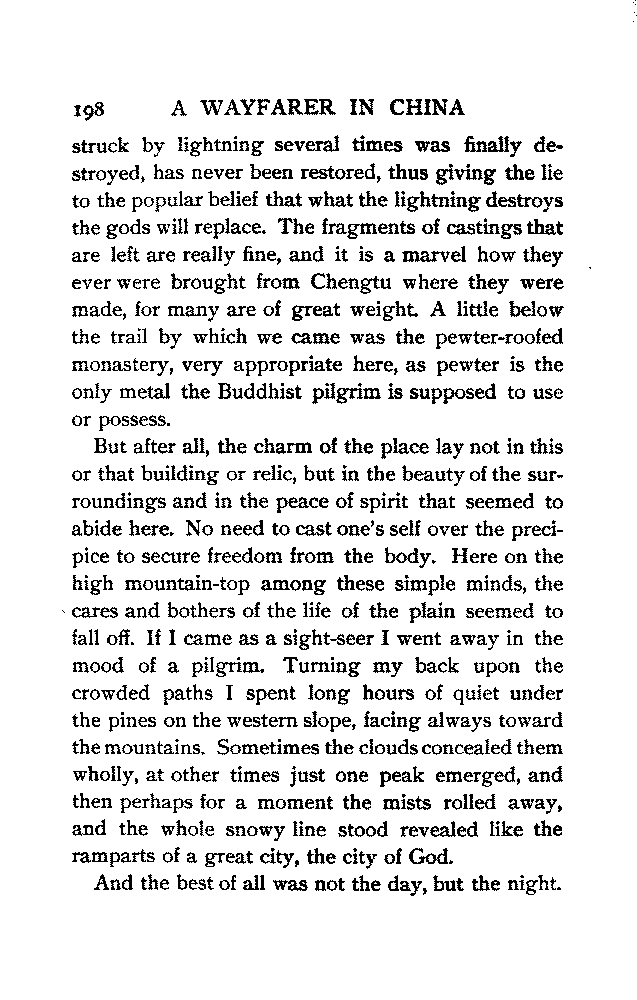 198 A WAYFARER IN CHINA
struck by lightning several times was finally de-
stroyed, has never been restored, thus giving the lie
to the popular belief that what the lightning destroys
the gods will replace. The fragments of castings that
are left are really fine, and it is a marvel how they
ever were brought from Chengtu where they were
made, for many are of great weight. A little below
the trail by which we came was the pewter-roofed
monastery, very appropriate here, as pewter is the
only metal the Buddhist pilgrim is supposed to use
or possess.
But after all, the charm of the place lay not in this
or that building or relic, but in the beauty of the sur-
roundings and in the peace of spirit that seemed to
abide here. No need to cast one's self over the preci-
pice to secure freedom from the body. Here on the
high mountain-top among these simple minds, the
cares and bothers of the life of the plain seemed to
fall off. If I came as a sight-seer I went away in the
mood of a pilgrim. Turning my back upon the
crowded paths I spent long hours of quiet under
the pines on the western slope, facing always toward
the mountains. Sometimes the clouds concealed them
wholly, at other times just one peak emerged, and
then perhaps for a moment the mists rolled away,
and the whole snowy line stood revealed like the
ramparts of a great city, the city of God.
And the best of all was not the day, but the night.